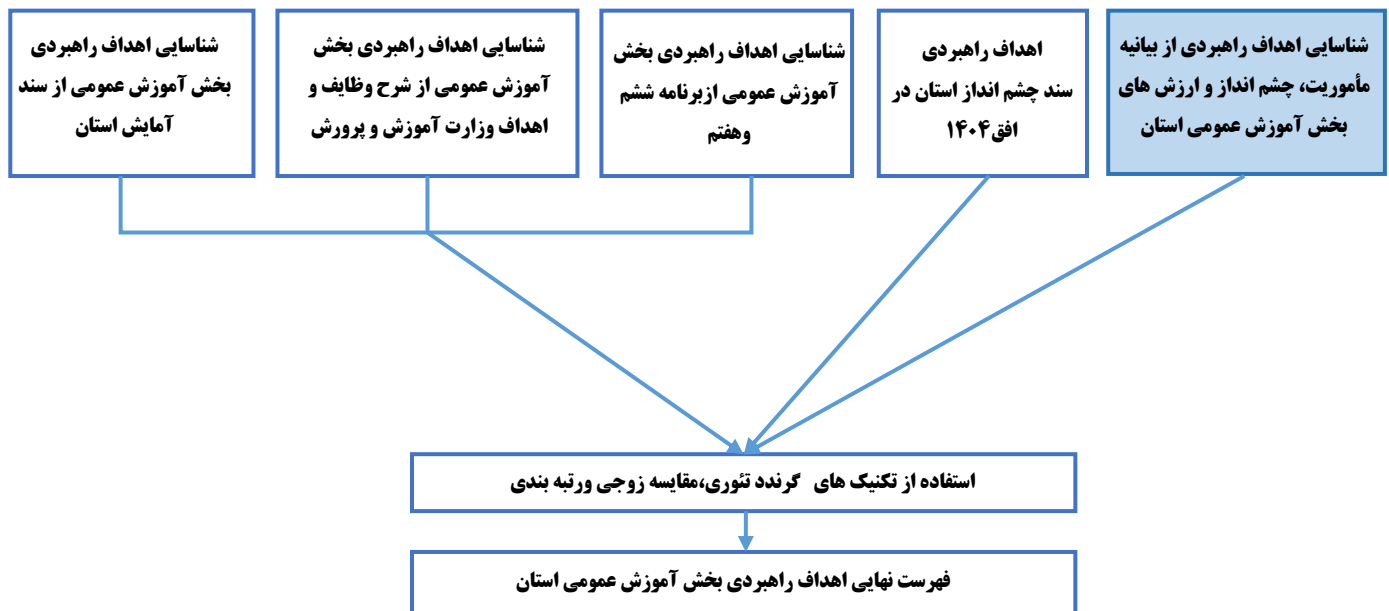 شناسایی اهداف راهبردی از بیانیه
مأموریت، چشم انداز و ارزش های
بخش آموزش عمومی استان
اهداف راهبردی
سند چشم انداز استان در
افق۱۴۰۴
شناسایی اهداف راهبردی بخش
آموزش عمومی ازبرنامه ششم
وهفتم
شناسایی اهداف راهبردی بخش
آموزش عمومی از شرح وظایف و
اهداف وزارت آموزش و پرورش
شناسایی اهداف راهبردی
بخش آموزش عمومی از سند
آمایش استان
استفاده از تکنیک های گرندد تئوری،مقایسه زوجی ورتبه بندی
فهرست نهایی اهداف راهبردی بخش آموزش عمومی استان